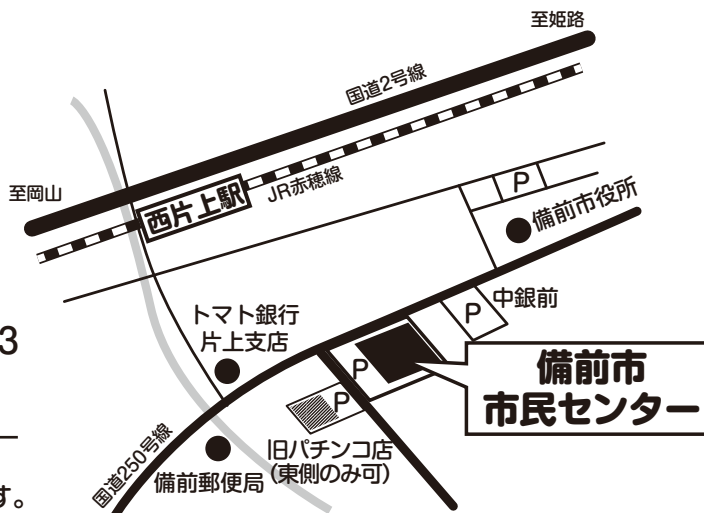 至姫路
国道2号線
至岡山
西片上駅
JR赤穂線
P
備前市役所
中銀前
P
トマト銀行
片上支店
3
P
備前市
市民センター
P
旧パチンコ店
(東側のみ可)
国道250号線
備前郵便局
す。